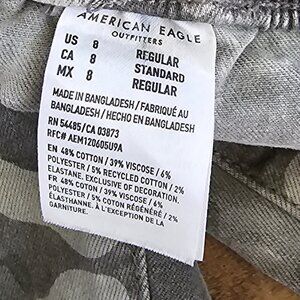 AMERICAN EAGLE
OUTFITTERS
US 8 REGULAR
CA 8 STANDARD
MX 8 REGULAR
MADE IN BANGLADESH / FABRIQUÉ AU
BANGLADESH / HECHO EN BANGLADESH
RN 54485/CA 03873
RFC# AEM120605U9A
EN 48% COTTON / 39% VISCOSE / 6%
POLYESTER / 5% RECYCLED COTTON / 2%
ELASTANE. EXCLUSIVE OF DECORATION.
FR 48% COTON / 39% VISCOSE / 6%
POLYESTER / 5% COTON RÉGÉNÉRÉ / 2%
ÉLASTANNE. À L'EXCEPTION DE LA
GARNITURE.